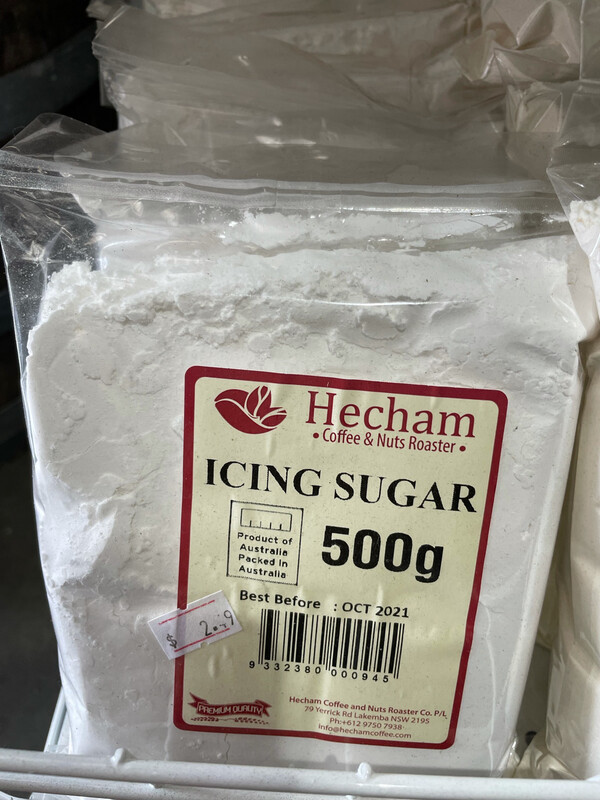 Hecham
• Coffee & Nuts Roaster •
ICING SUGAR
Product of
Australia
Packed In
Australia
500g
Best Before : OCT 2021
9 332380 000945
PREMIUM QUALITY
Hecham Coffee and Nuts Roaster Co. P/L
79 Yerrick Rd Lakemba NSW 2195
Ph:+612 9750 7938
info@hechamcoffee.com